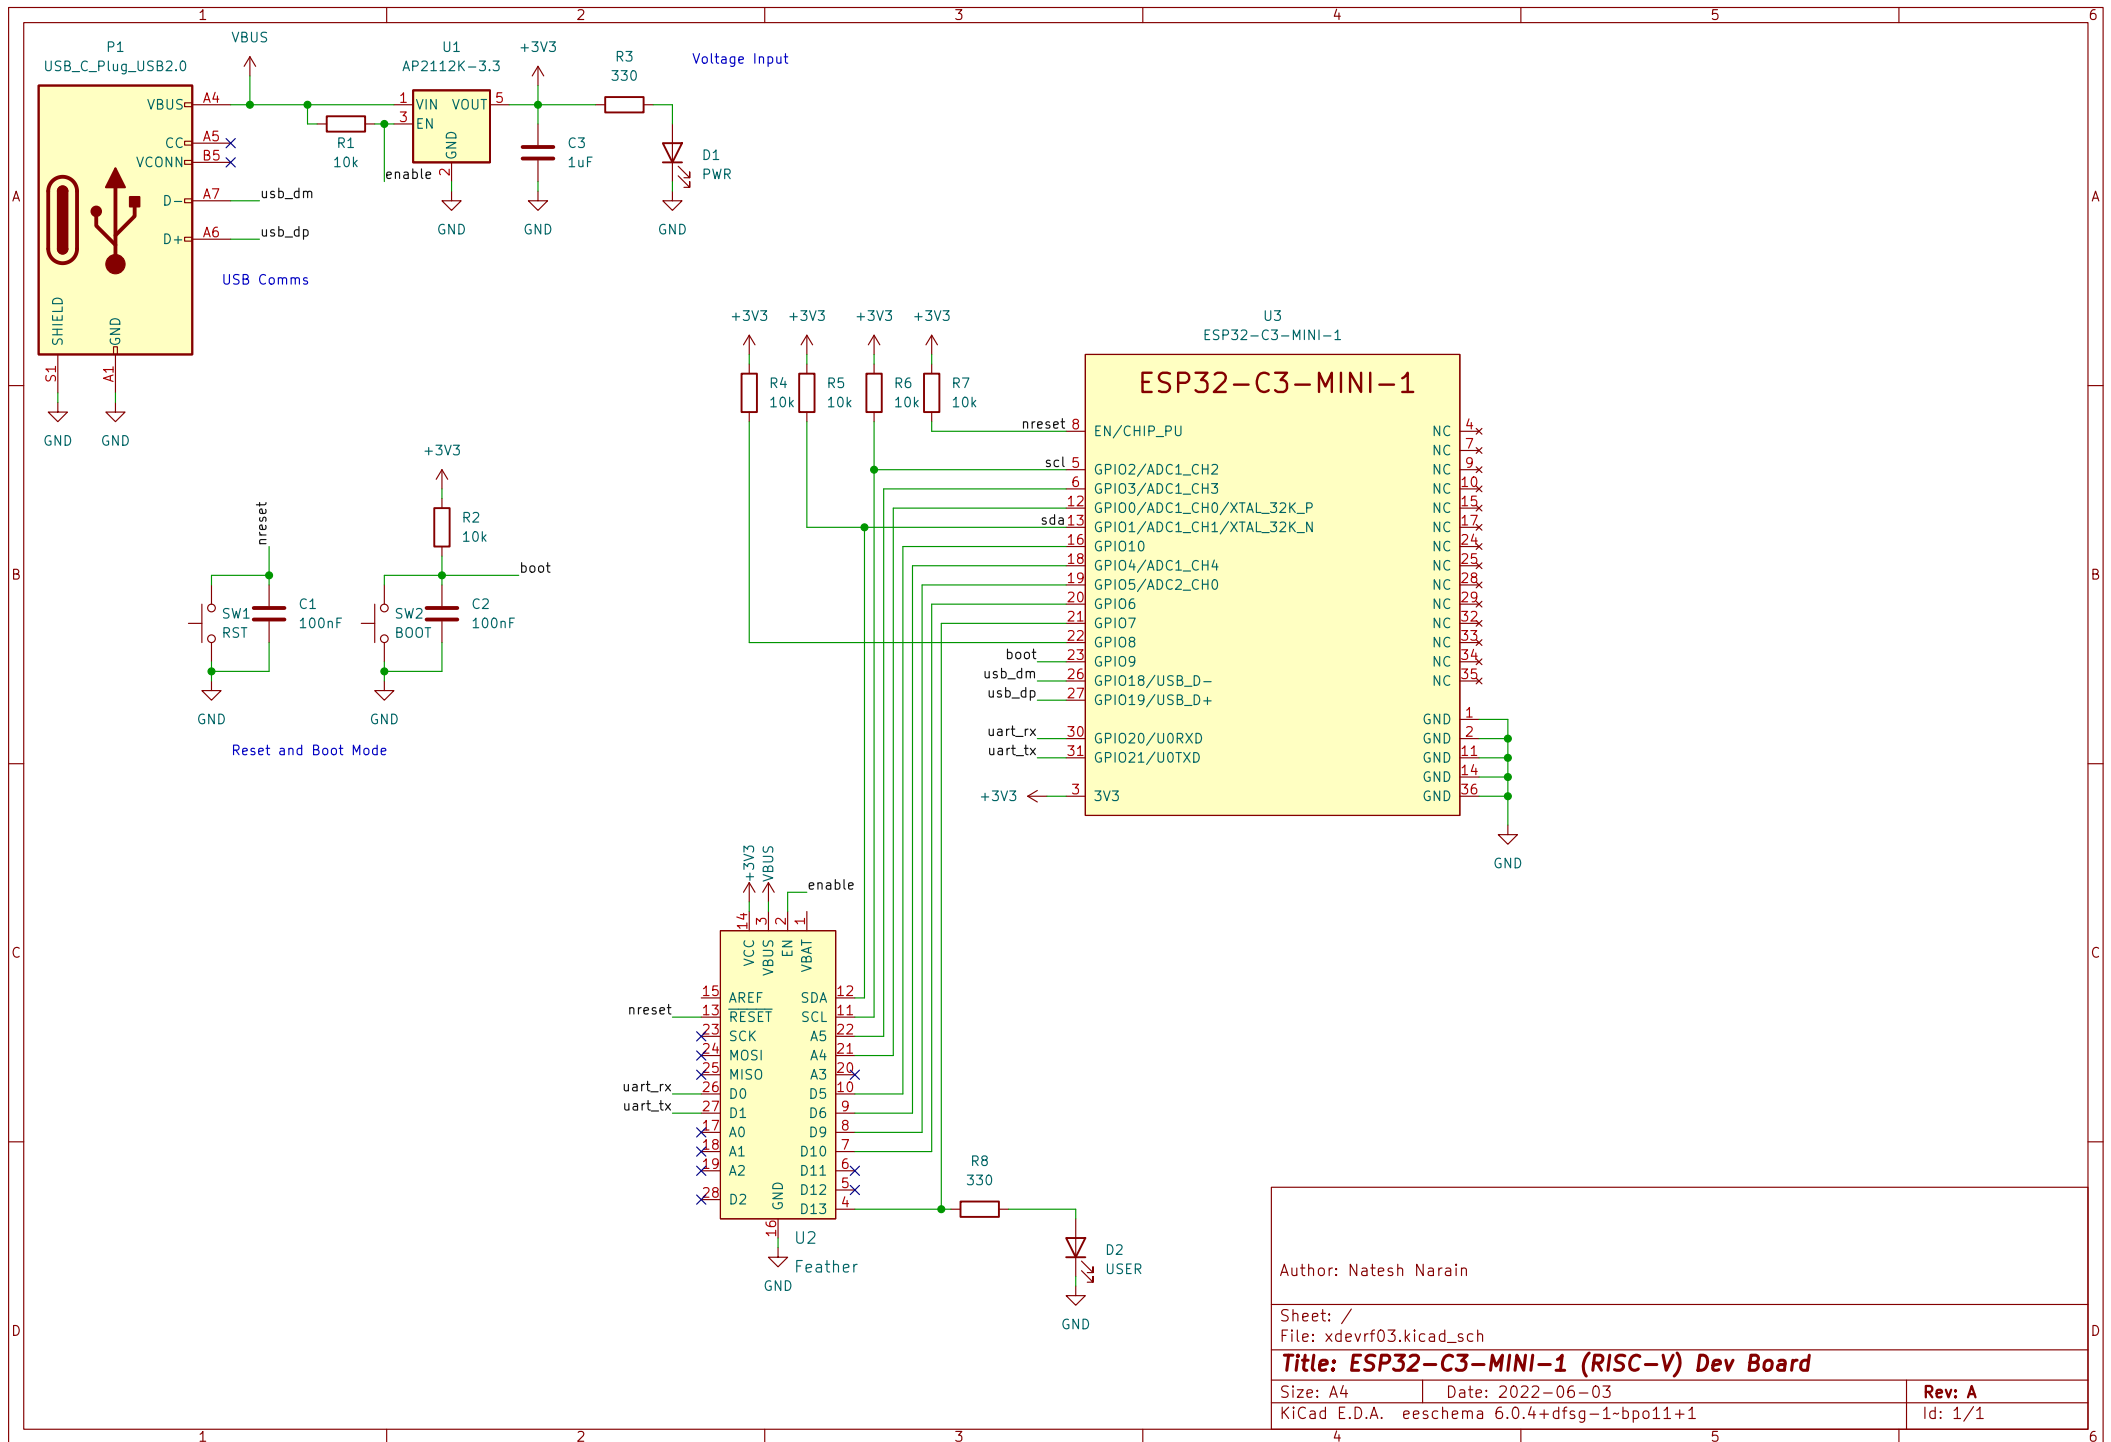 1 2 3 4 5 6
A
B
C
D
A
B
C
D
1 2 3 4 5 6
P1
USB_C_Plug_USB2.0
VBUS
VBUS A4
CC A5
VCONN B5
D- A7 usb_dm
D+ A6 usb_dp
SHIELD
GND
S1
A1
GND
GND
USB Comms
R1
10k
enable
U1
AP2112K-3.3
1 VIN VOUT 5
3 EN
GND
2
GND
+3V3
C3
1uF
GND
R3
330
D1
PWR
GND
Voltage Input
nreset
SW1
RST
C1
100nF
GND
+3V3
R2
10k
boot
SW2
BOOT
C2
100nF
GND
Reset and Boot Mode
+3V3 +3V3 +3V3 +3V3
R4
10k
R5
10k
R6
10k
R7
10k
U3
ESP32-C3-MINI-1
ESP32-C3-MINI-1
nreset 8 EN/CHIP_PU
scl 5 GPIO2/ADC1_CH2
6 GPIO3/ADC1_CH3
12 GPIO0/ADC1_CH0/XTAL_32K_P
sda 13 GPIO1/ADC1_CH1/XTAL_32K_N
16 GPIO10
18 GPIO4/ADC1_CH4
19 GPIO5/ADC2_CH0
20 GPIO6
21 GPIO7
22 GPIO8
boot 23 GPIO9
usb_dm 26 GPIO18/USB_D-
usb_dp 27 GPIO19/USB_D+
uart_rx 30 GPIO20/U0RXD
uart_tx 31 GPIO21/U0TXD
+3V3 3 3V3
NC 4
NC 7
NC 9
NC 10
NC 15
NC 17
NC 24
NC 25
NC 28
NC 29
NC 32
NC 33
NC 34
NC 35
GND 1
GND 2
GND 11
GND 14
GND 36
GND
+3V3
VBUS
enable
14 3 2 1
VCC
VBUS
EN
VBAT
15 AREF
nreset 13 RESET
23 SCK
24 MOSI
25 MISO
uart_rx 26 D0
uart_tx 27 D1
17 A0
18 A1
19 A2
28 D2
SDA 12
SCL 11
A5 22
A4 21
A3 20
D5 10
D6 9
D9 8
D10 7
D11 6
D12 5
D13 4
GND
16
U2
Feather
GND
R8
330
D2
USER
GND
Author: Natesh Narain
Sheet: /
File: xdevrf03.kicad_sch
Title: ESP32-C3-MINI-1 (RISC-V) Dev Board
Size: A4 Date: 2022-06-03 Rev: A
KiCad E.D.A. eeschema 6.0.4+dfsg-1~bpo11+1 Id: 1/1